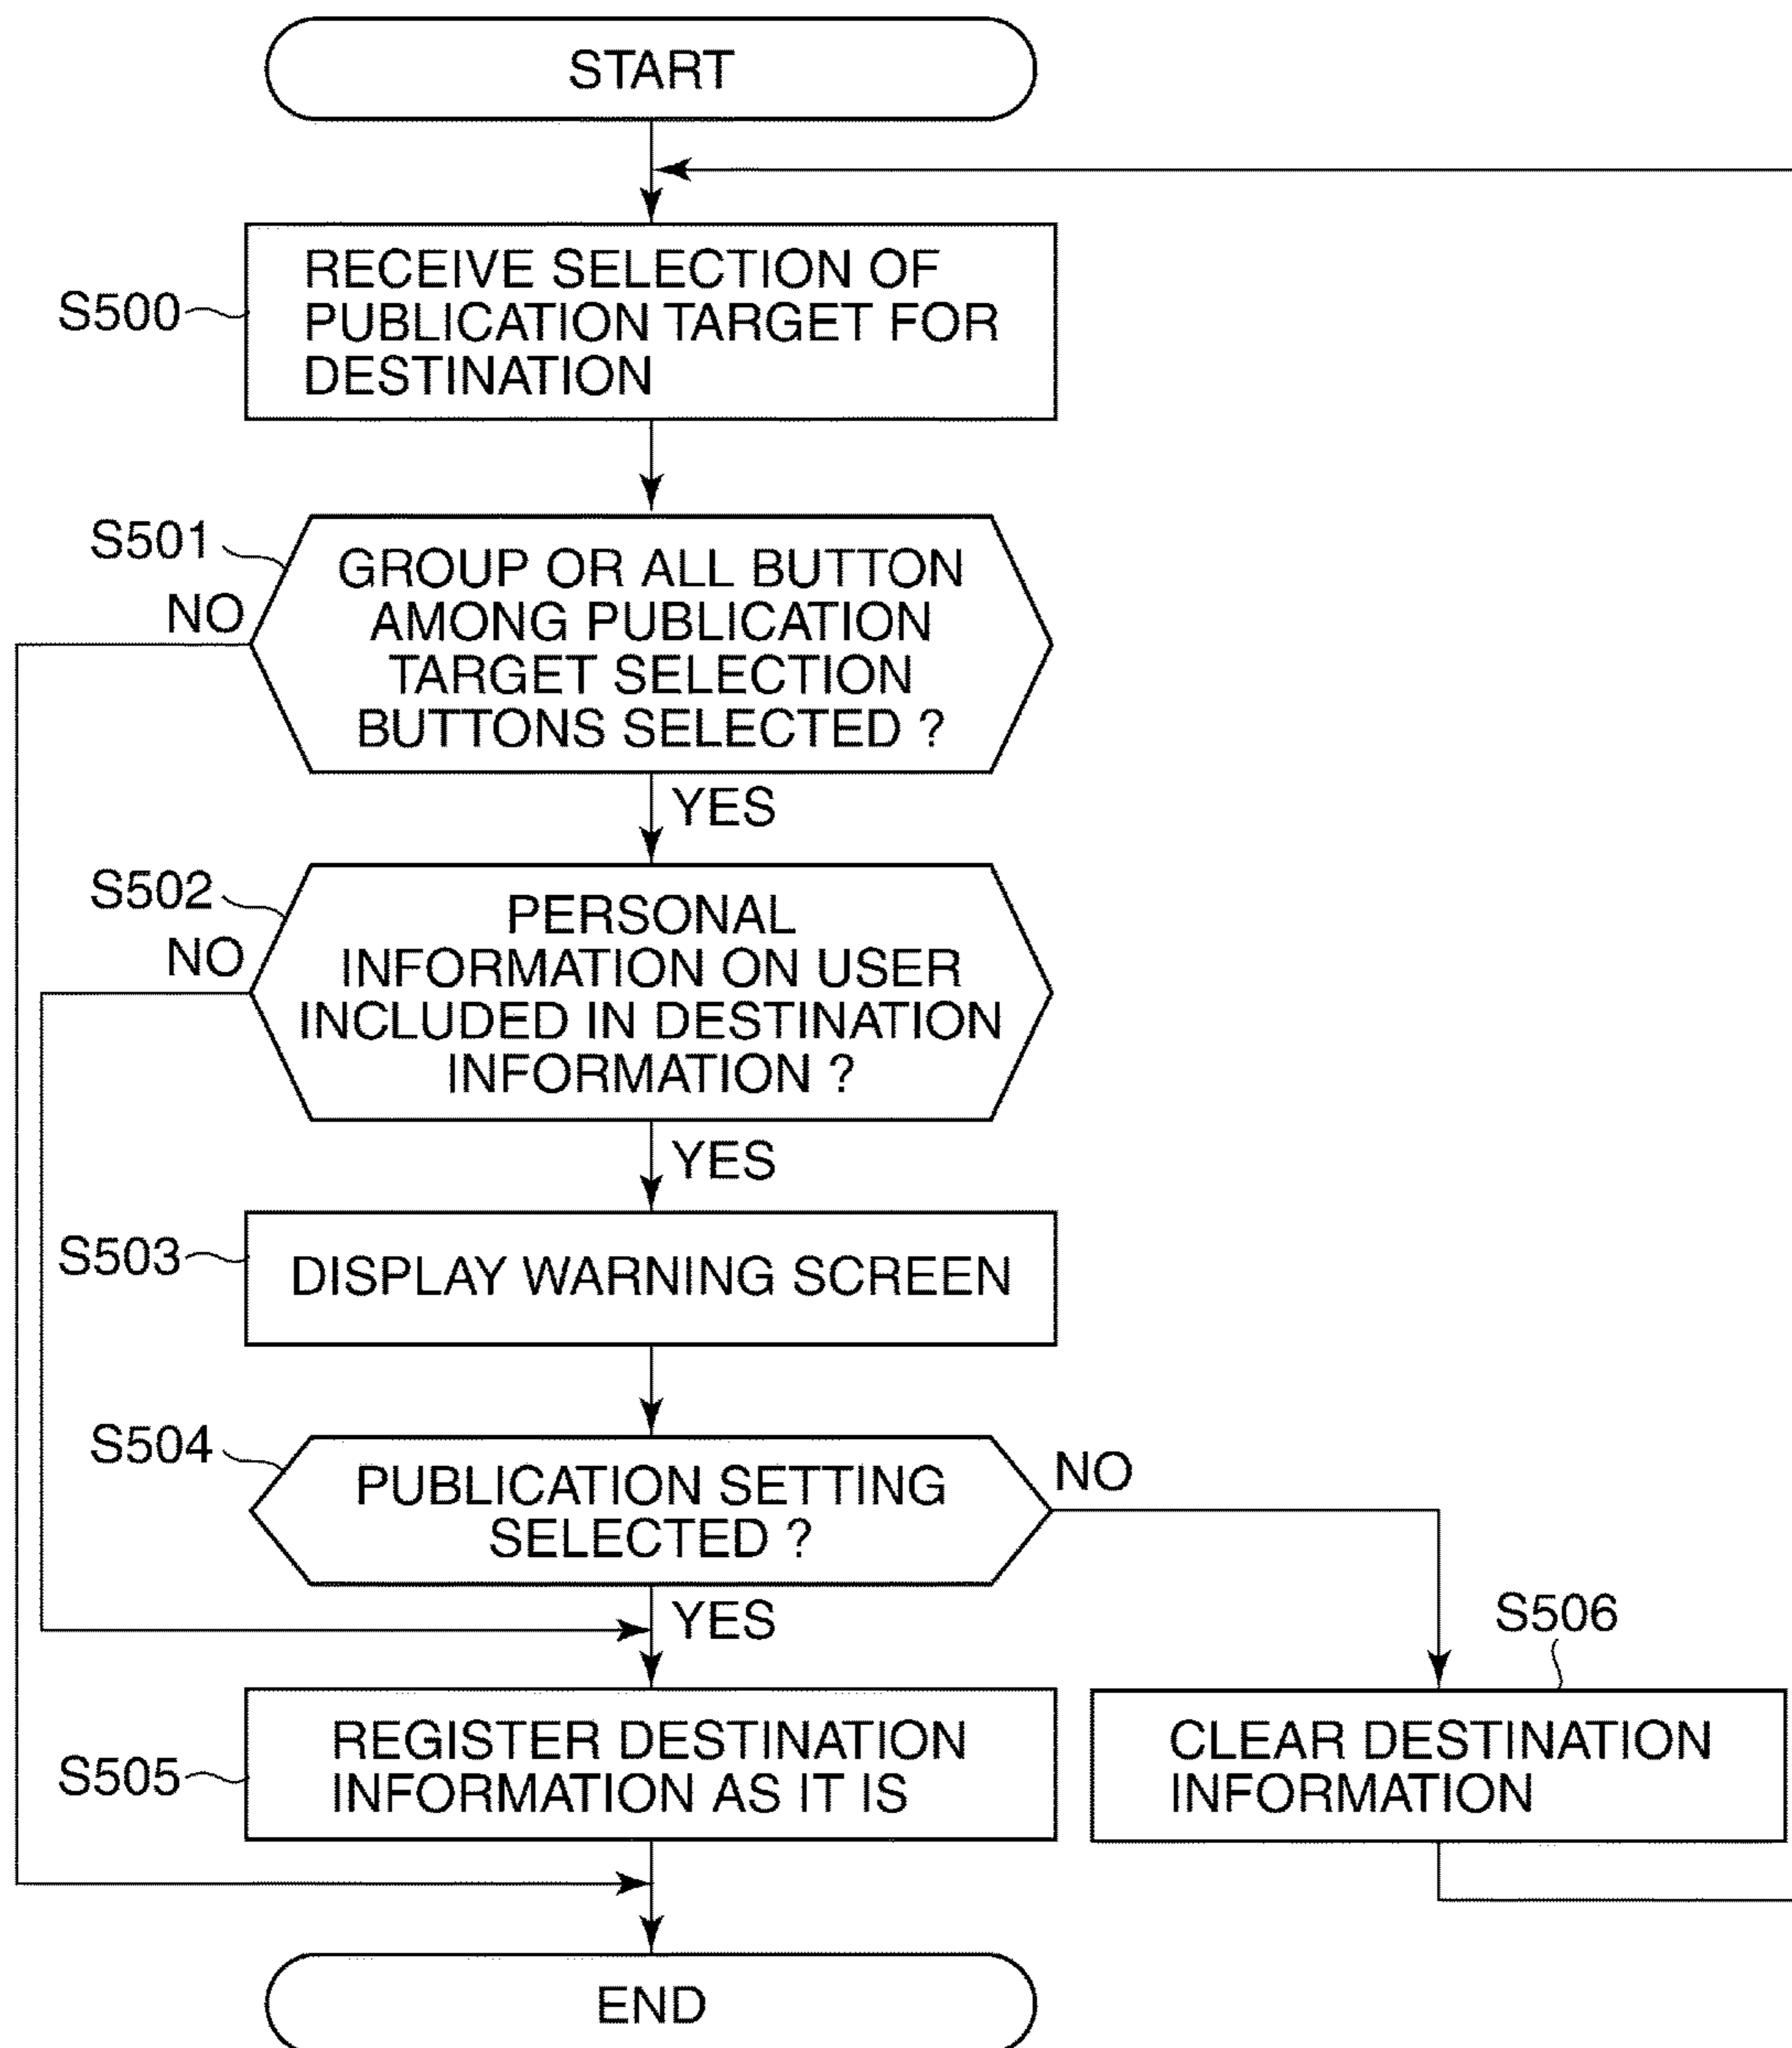 START
S500
RECEIVE SELECTION OF
PUBLICATION TARGET FOR
DESTINATION
S501
NO
GROUP OR ALL BUTTON
AMONG PUBLICATION
TARGET SELECTION
BUTTONS SELECTED ?
YES
S502
NO
PERSONAL
INFORMATION ON USER
INCLUDED IN DESTINATION
INFORMATION ?
YES
S503
DISPLAY WARNING SCREEN
S504
PUBLICATION SETTING
SELECTED ?
NO
YES
S505
REGISTER DESTINATION
INFORMATION AS IT IS
S506
CLEAR DESTINATION
INFORMATION
END